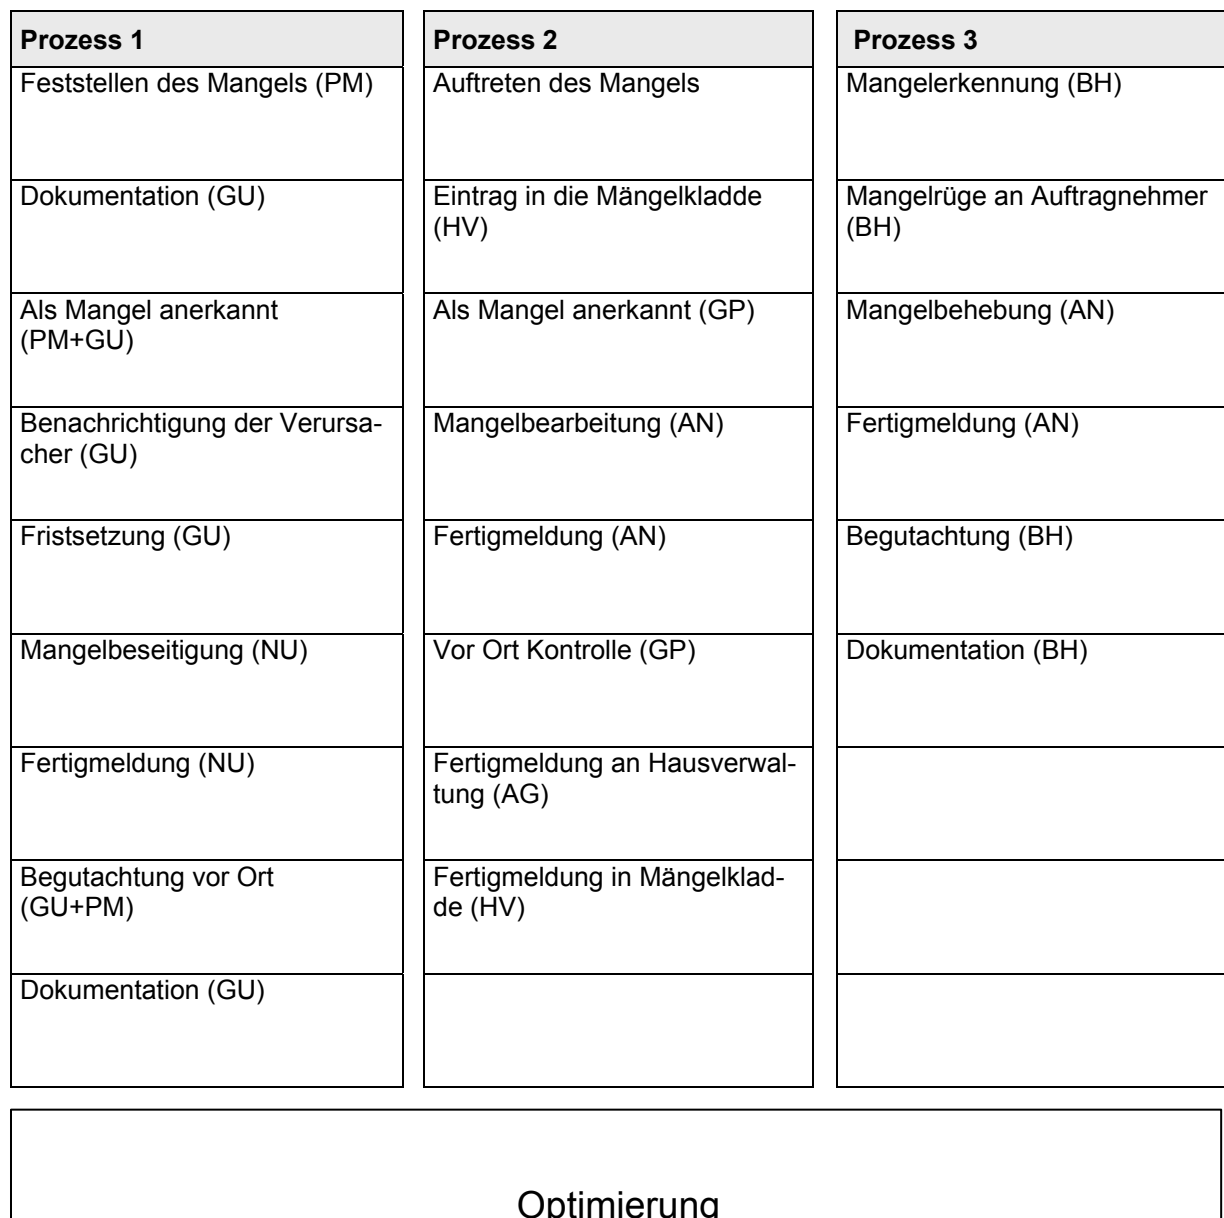 Prozess 1
Feststellen des Mangels (PM)
Dokumentation (GU)
Als Mangel anerkannt
(PM+GU)
Benachrichtigung der Verursa-
cher (GU)
Fristsetzung (GU)
Mangelbeseitigung (NU)
Fertigmeldung (NU)
Begutachtung vor Ort
(GU+PM)
Dokumentation (GU)
Prozess 2
Auftreten des Mangels
Eintrag in die Mängelkladde
(HV)
Als Mangel anerkannt (GP)
Mangelbearbeitung (AN)
Fertigmeldung (AN)
Vor Ort Kontrolle (GP)
Fertigmeldung an Hausverwal-
tung (AG)
Fertigmeldung in Mängelklad-
de (HV)
Prozess 3
Mangelerkennung (BH)
Mangelrüge an Auftragnehmer
(BH)
Mangelbehebung (AN)
Fertigmeldung (AN)
Begutachtung (BH)
Dokumentation (BH)
Optimierung